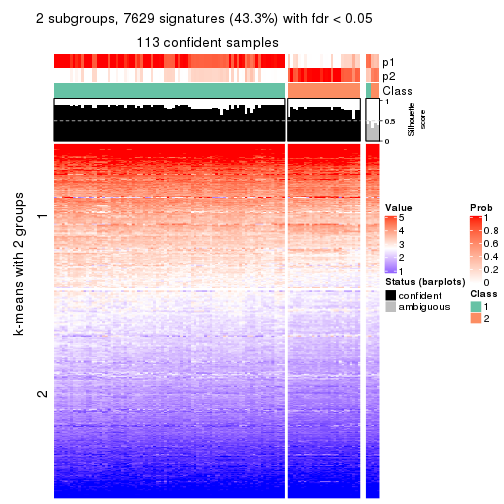 2 subgroups, 7629 signatures (43.3%) with fdr < 0.05
113 confident samples
p1
p2
Class
1
0.5
0
Silhouette
score
k-means with 2 groups
1
2
Value
5
4
3
2
1
Status (barplots)
confident
ambiguous
Prob
1
0.8
0.6
0.4
0.2
0
Class
1
2